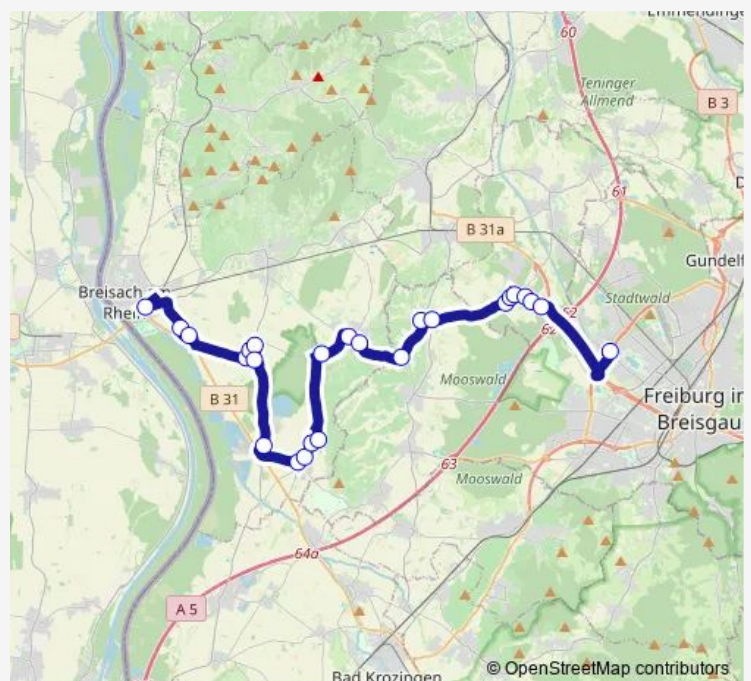 60
Teninger
Allmend
B 3
61
B 31a
Gundelf
Breisach am
Rhein
Stadtwald
62
62
Mooswald
B 31
Freiburg im
Breisgau
63
Mooswald
64a
A 5
Bad Krozingen
© OpenStreetMap contributors